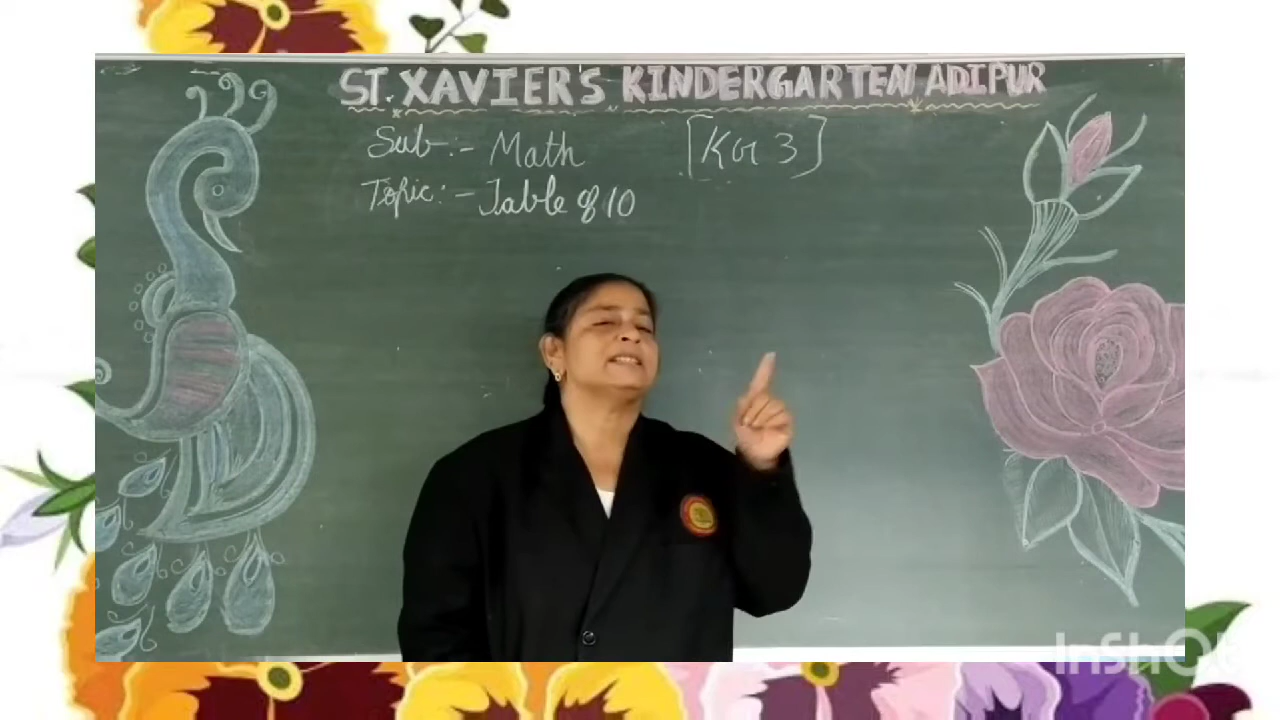 ST. XAVIER'S KINDERGARTEN ADIPUR
Sub :- Math [KG 3]
Topic :- Table of 10
InShOt